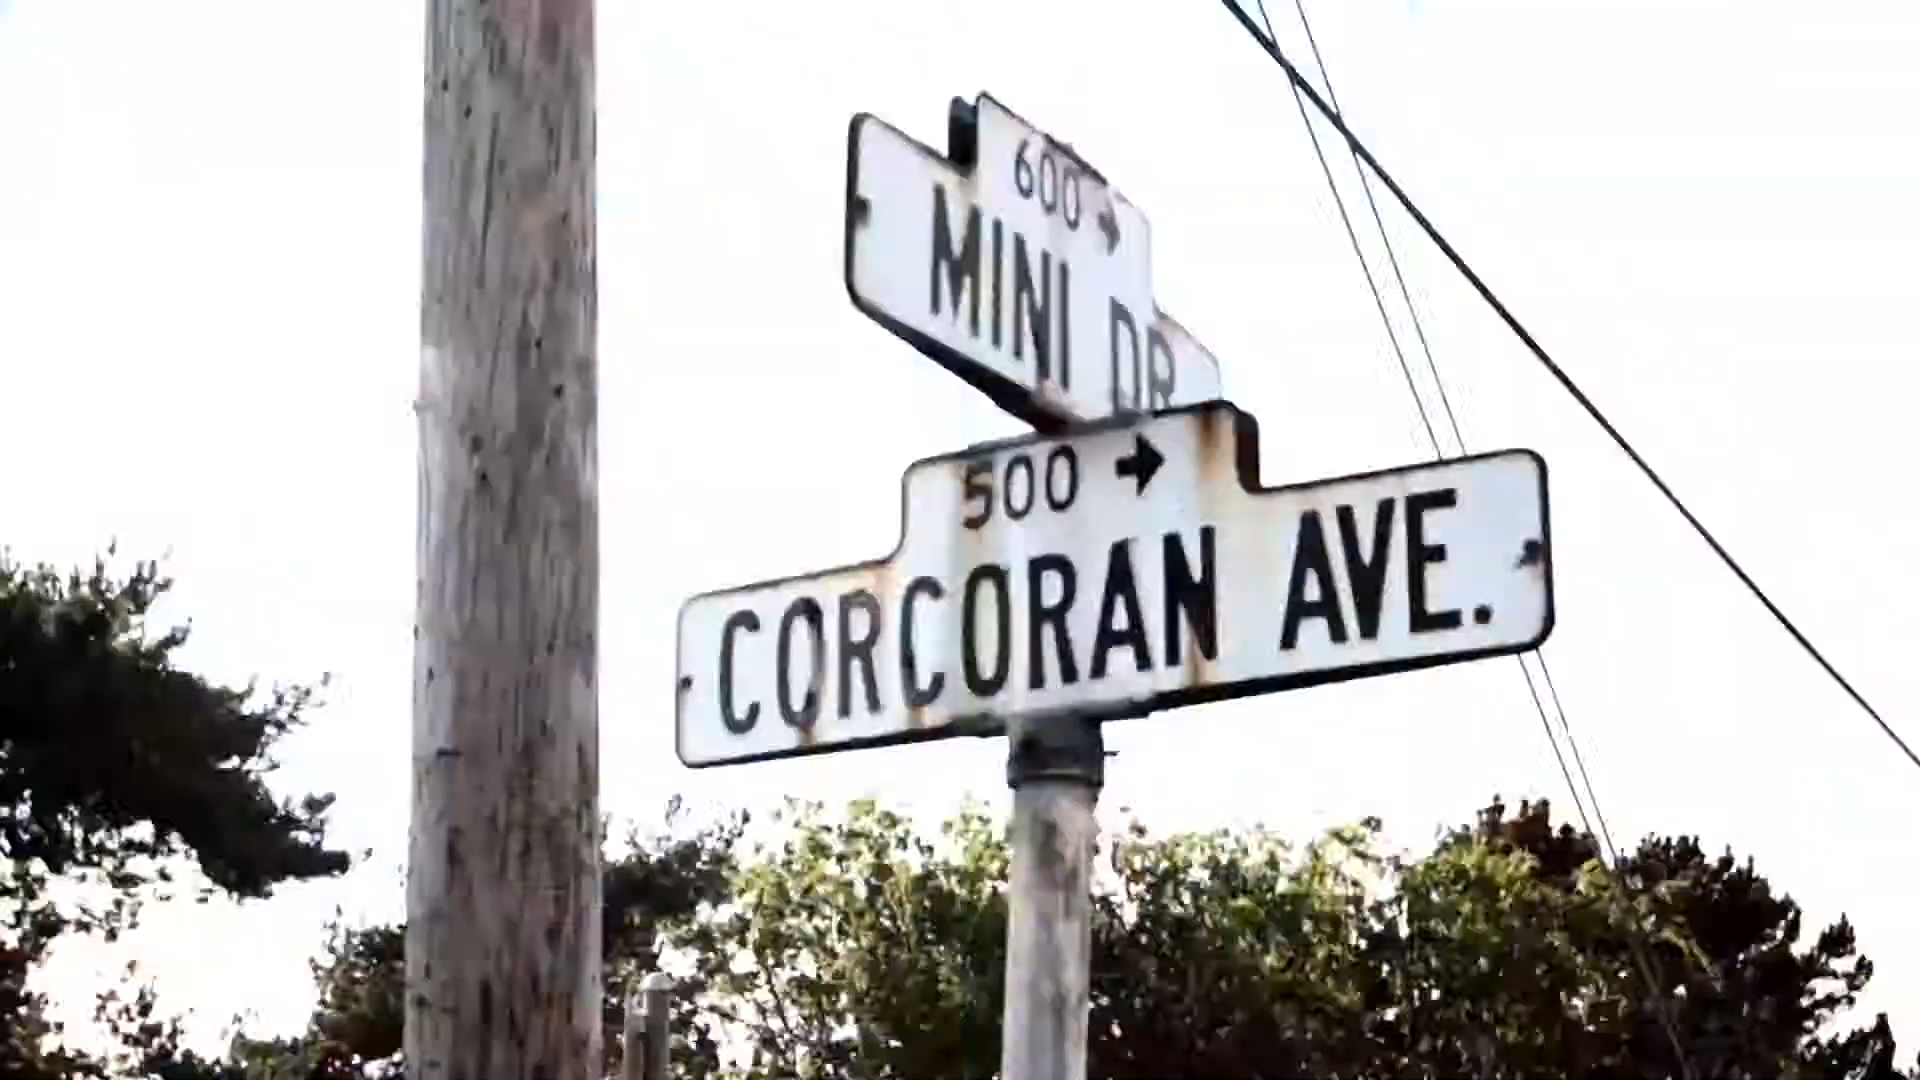 600 →
MINI DR
500 →
CORCORAN AVE.